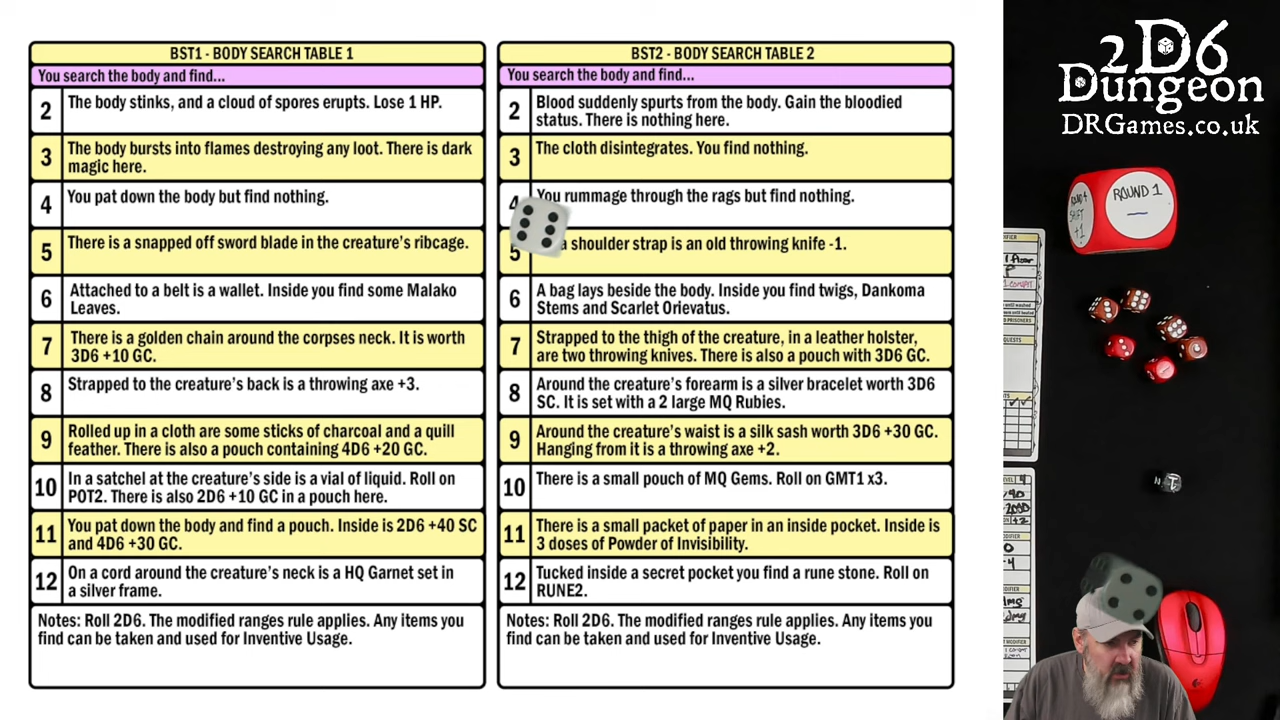 BST1 - BODY SEARCH TABLE 1
You search the body and find...
2 The body stinks, and a cloud of spores erupts. Lose 1 HP.
3 The body bursts into flames destroying any loot. There is dark
magic here.
4 You pat down the body but find nothing.
5 There is a snapped off sword blade in the creature's ribcage.
6 Attached to a belt is a wallet. Inside you find some Malako
Leaves.
7 There is a golden chain around the corpses neck. It is worth
3D6 +10 GC.
8 Strapped to the creature's back is a throwing axe +3.
9 Rolled up in a cloth are some sticks of charcoal and a quill
feather. There is also a pouch containing 4D6 +20 GC.
10 In a satchel at the creature's side is a vial of liquid. Roll on
POT2. There is also 2D6 +10 GC in a pouch here.
11 You pat down the body and find a pouch. Inside is 2D6 +40 SC
and 4D6 +30 GC.
12 On a cord around the creature's neck is a HQ Garnet set in
a silver frame.
Notes: Roll 2D6. The modified ranges rule applies. Any items you
find can be taken and used for Inventive Usage.
BST2 - BODY SEARCH TABLE 2
You search the body and find...
2 Blood suddenly spurts from the body. Gain the bloodied
status. There is nothing here.
3 The cloth disintegrates. You find nothing.
4 You rummage through the rags but find nothing.
5 a shoulder strap is an old throwing knife -1.
6 A bag lays beside the body. Inside you find twigs, Dankoma
Stems and Scarlet Orievatus.
7 Strapped to the thigh of the creature, in a leather holster,
are two throwing knives. There is also a pouch with 3D6 GC.
8 Around the creature's forearm is a silver bracelet worth 3D6
SC. It is set with a 2 large MQ Rubies.
9 Around the creature's waist is a silk sash worth 3D6 +30 GC.
Hanging from it is a throwing axe +2.
10 There is a small pouch of MQ Gems. Roll on GMT1 x3.
11 There is a small packet of paper in an inside pocket. Inside is
3 doses of Powder of Invisibility.
12 Tucked inside a secret pocket you find a rune stone. Roll on
RUNE2.
Notes: Roll 2D6. The modified ranges rule applies. Any items you
find can be taken and used for Inventive Usage.
2D6
Dungeon
DRGames.co.uk
ROUND 1
SHIFT
+1
QUESTS